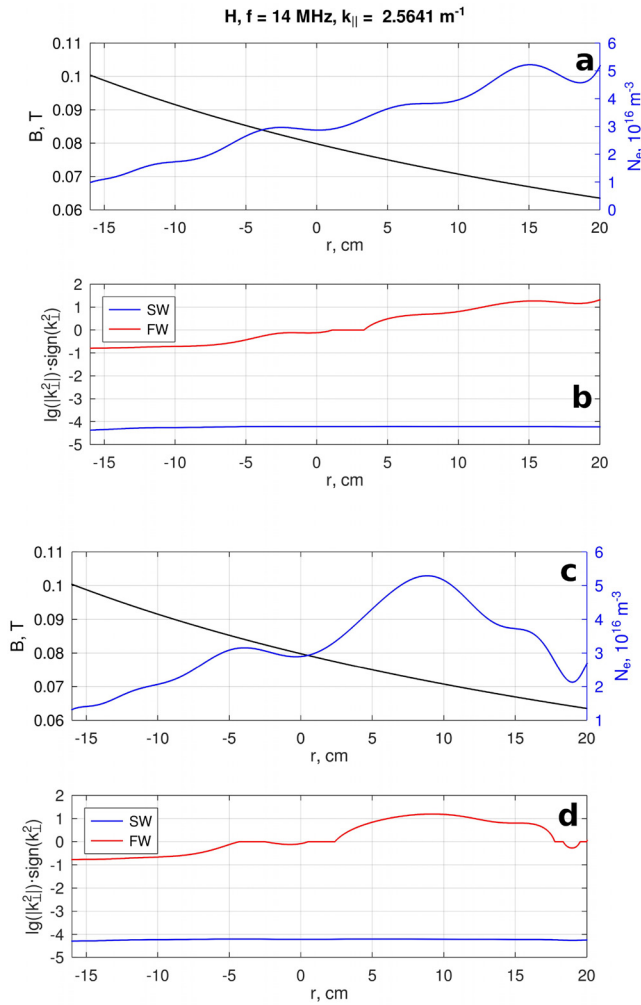 H, f = 14 MHz, k|| = 2.5641 m-1
a
0.11
0.1
0.09
0.08
0.07
0.06
B, T
6
5
4
3
2
1
0
Ne, 10^16 m-3
-15 -10 -5 0 5 10 15 20
r, cm
2
1
0
-1
-2
-3
-4
-5
lg(|k⊥2|)·sign(k⊥2)
SW
FW
b
-15 -10 -5 0 5 10 15 20
r, cm
c
0.11
0.1
0.09
0.08
0.07
0.06
B, T
6
5
4
3
2
1
Ne, 10^16 m-3
-15 -10 -5 0 5 10 15 20
r, cm
2
1
0
-1
-2
-3
-4
-5
lg(|k⊥2|)·sign(k⊥2)
SW
FW
d
-15 -10 -5 0 5 10 15 20
r, cm